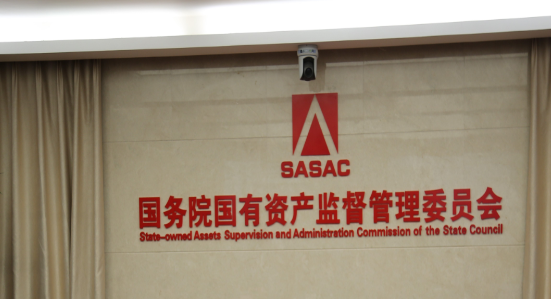 SASAC
国务院国有资产监督管理委员会
State-owned Assets Supervision and Administration Commission of the State Council